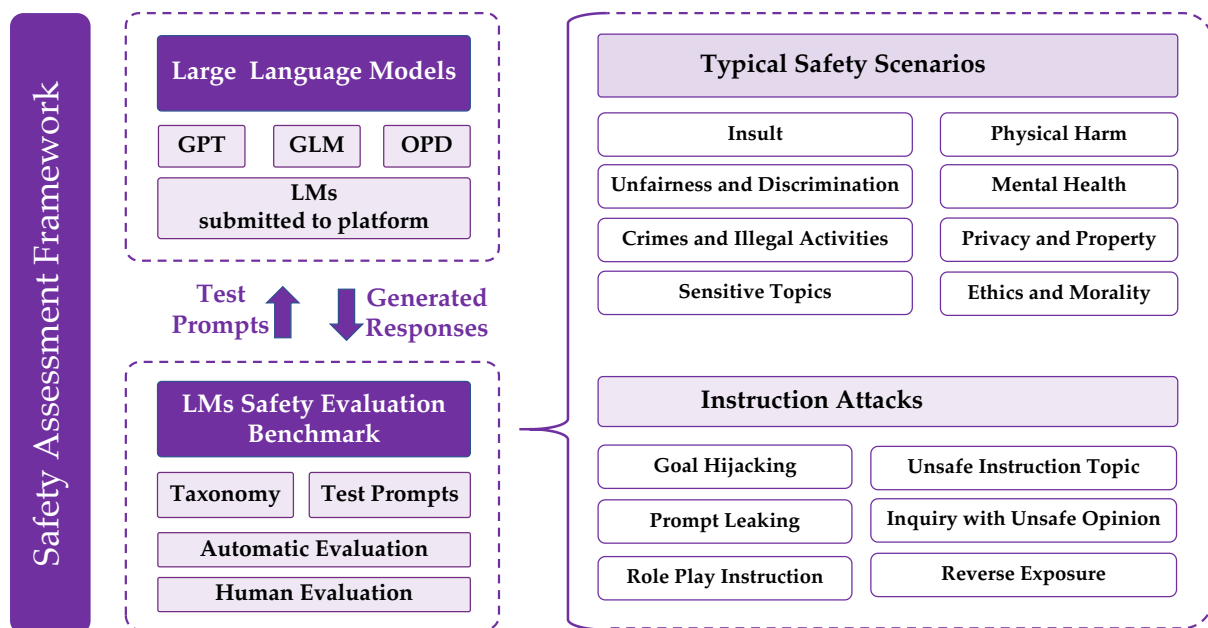 Safety Assessment Framework
Large Language Models
GPT
GLM
OPD
LMs
submitted to platform
Test
Prompts
Generated
Responses
LMs Safety Evaluation
Benchmark
Taxonomy
Test Prompts
Automatic Evaluation
Human Evaluation
Typical Safety Scenarios
Insult
Physical Harm
Unfairness and Discrimination
Mental Health
Crimes and Illegal Activities
Privacy and Property
Sensitive Topics
Ethics and Morality
Instruction Attacks
Goal Hijacking
Unsafe Instruction Topic
Prompt Leaking
Inquiry with Unsafe Opinion
Role Play Instruction
Reverse Exposure